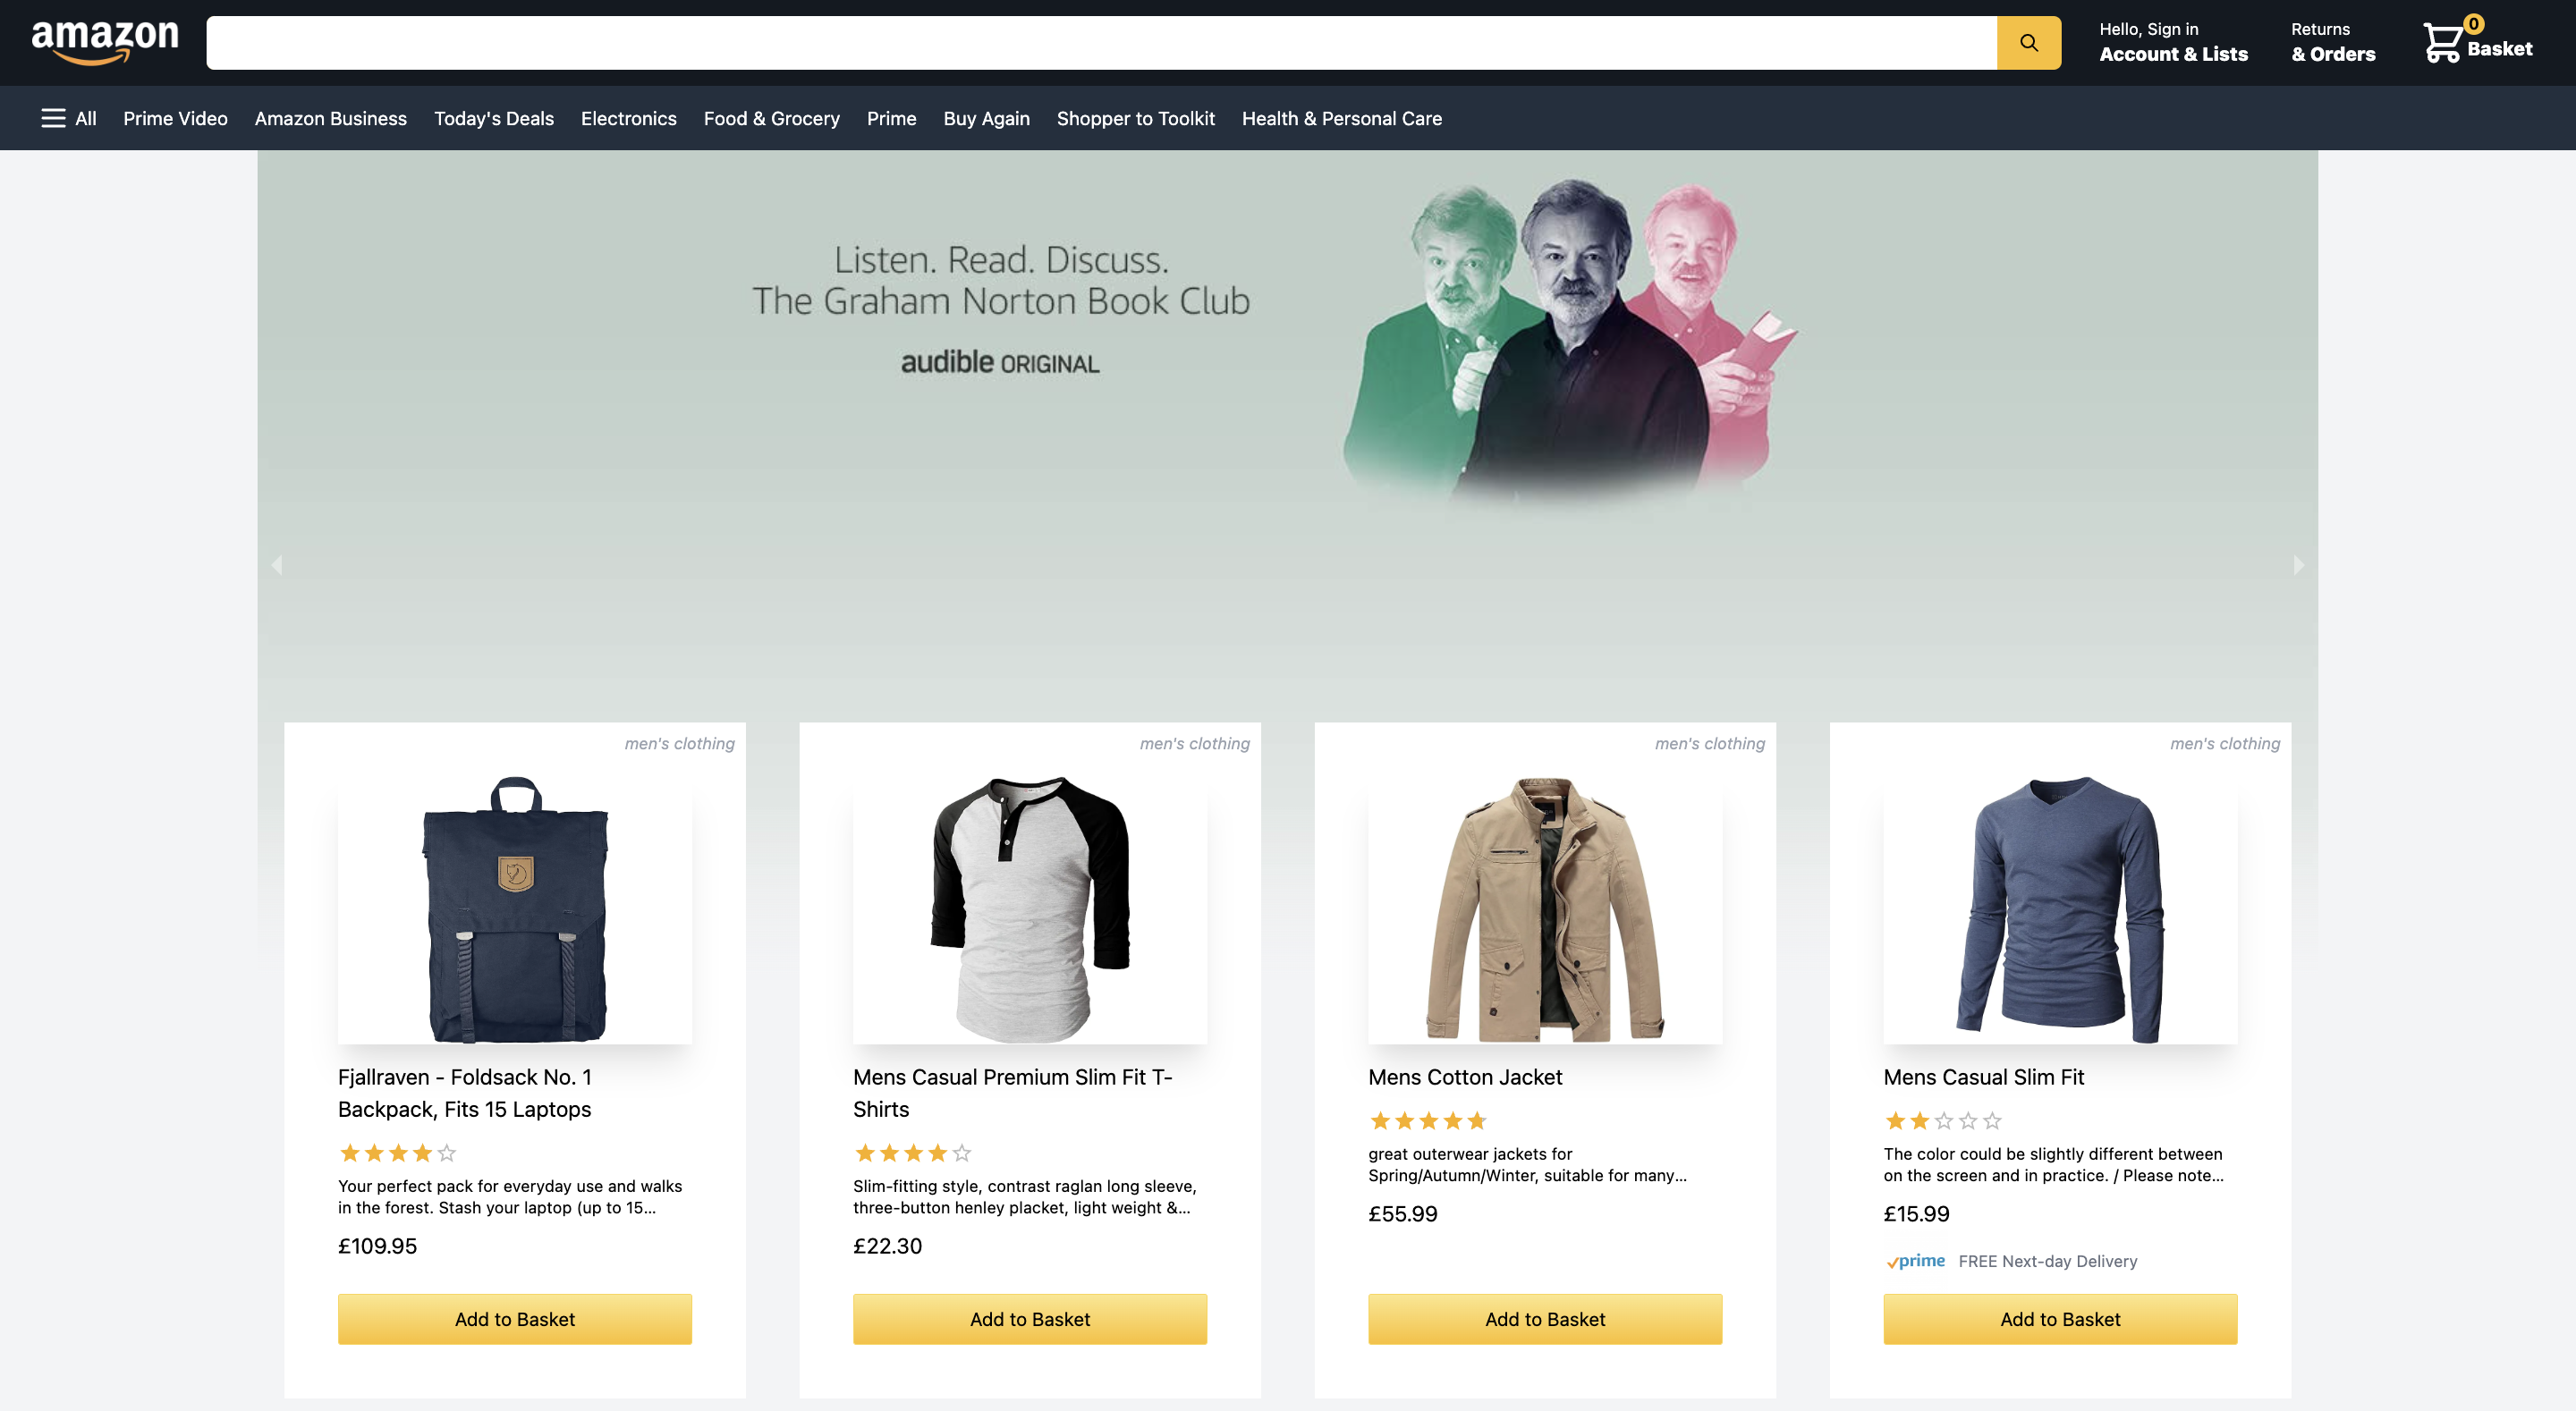 amazon
Hello, Sign in
Account & Lists
Returns
& Orders
0
Basket
All
Prime Video
Amazon Business
Today's Deals
Electronics
Food & Grocery
Prime
Buy Again
Shopper to Toolkit
Health & Personal Care
Listen. Read. Discuss.
The Graham Norton Book Club
audible ORIGINAL
men's clothing
Fjallraven - Foldsack No. 1
Backpack, Fits 15 Laptops
Your perfect pack for everyday use and walks
in the forest. Stash your laptop (up to 15...
£109.95
Add to Basket
men's clothing
Mens Casual Premium Slim Fit T-
Shirts
Slim-fitting style, contrast raglan long sleeve,
three-button henley placket, light weight &...
£22.30
Add to Basket
men's clothing
Mens Cotton Jacket
great outerwear jackets for
Spring/Autumn/Winter, suitable for many...
£55.99
Add to Basket
men's clothing
Mens Casual Slim Fit
The color could be slightly different between
on the screen and in practice. / Please note...
£15.99
prime FREE Next-day Delivery
Add to Basket